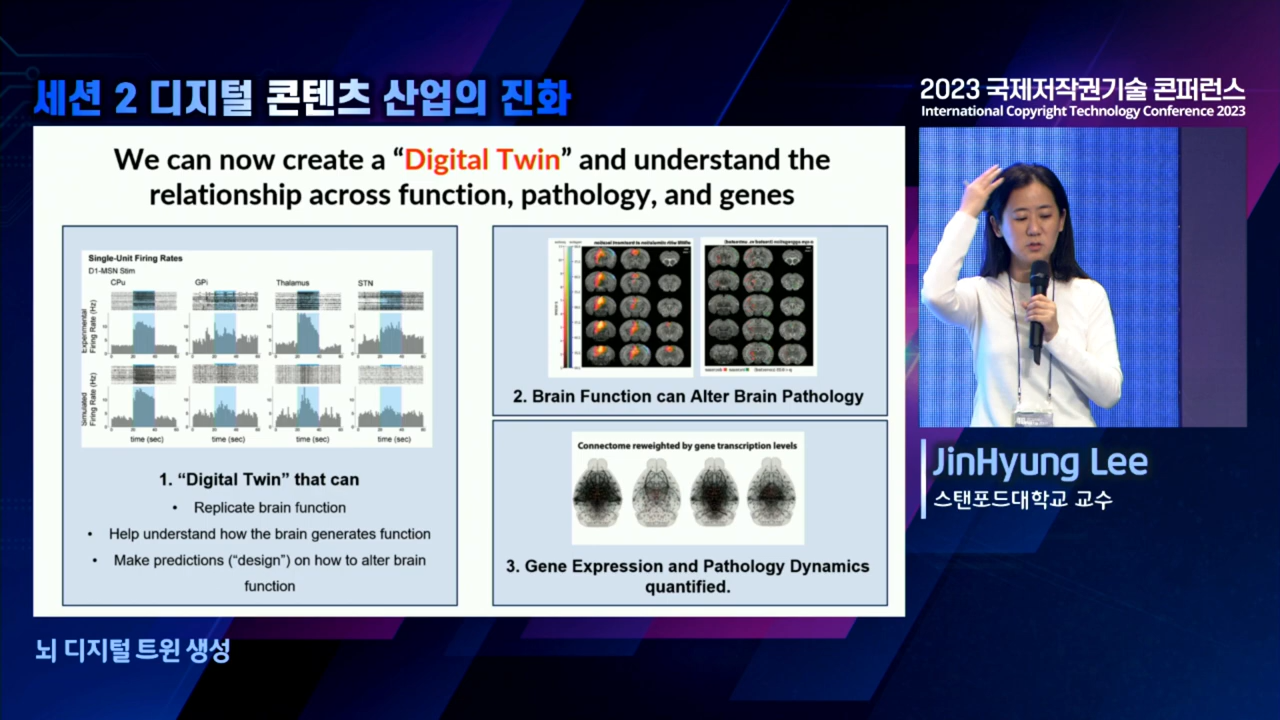 세션 2 디지털 콘텐츠 산업의 진화
2023 국제저작권기술 콘퍼런스
International Copyright Technology Conference 2023
We can now create a “Digital Twin” and understand the
relationship across function, pathology, and genes
Single-Unit Firing Rates
D1-MSN Stim
CPu GPi Thalamus STN
Experimental
Firing Rate (Hz)
Simulated
Firing Rate (Hz)
time (sec) time (sec) time (sec) time (sec)
1. “Digital Twin” that can
• Replicate brain function
• Help understand how the brain generates function
• Make predictions (“design”) on how to alter brain
function
2. Brain Function can Alter Brain Pathology
Connectome reweighted by gene transcription levels
3. Gene Expression and Pathology Dynamics
quantified.
JinHyung Lee
스탠포드대학교 교수
뇌 디지털 트윈 생성